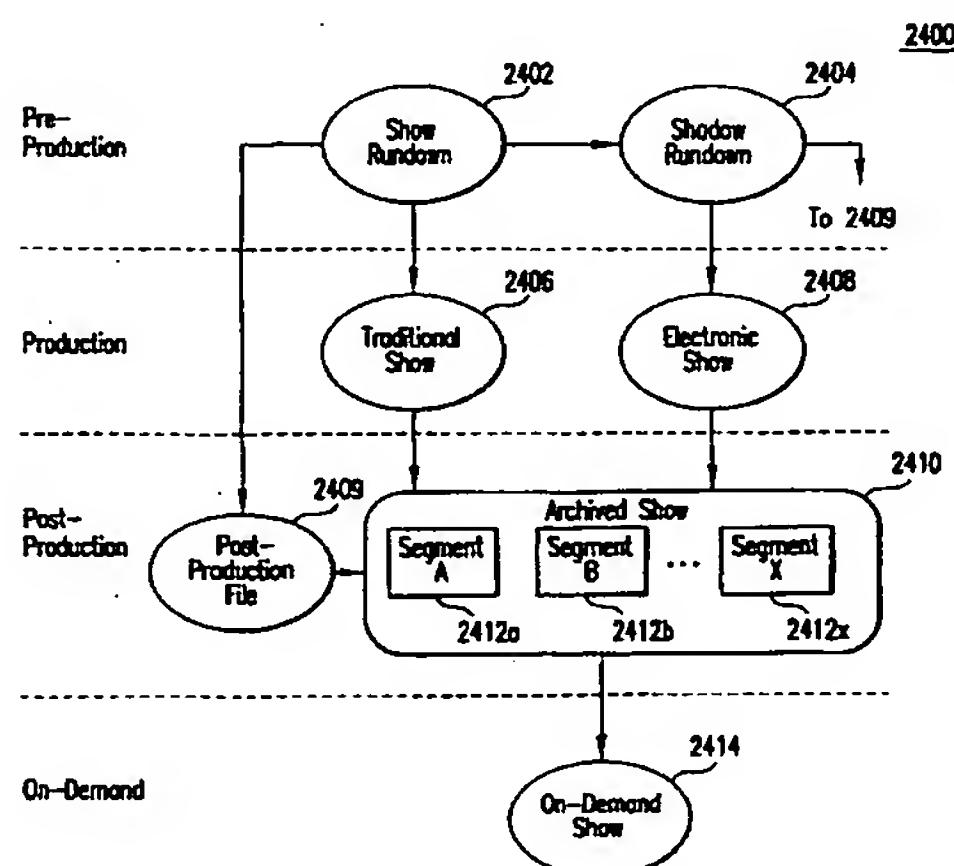 2400
2402
2404
Pre-
Production
Show
Rundown
Shadow
Rundown
To 2409
2406
2408
Production
Traditional
Show
Electronic
Show
2410
2409
Post-
Production
Post-
Production
File
Archived Show
Segment
A
Segment
B
...
Segment
X
2412a
2412b
2412x
2414
On-Demand
On-Demand
Show